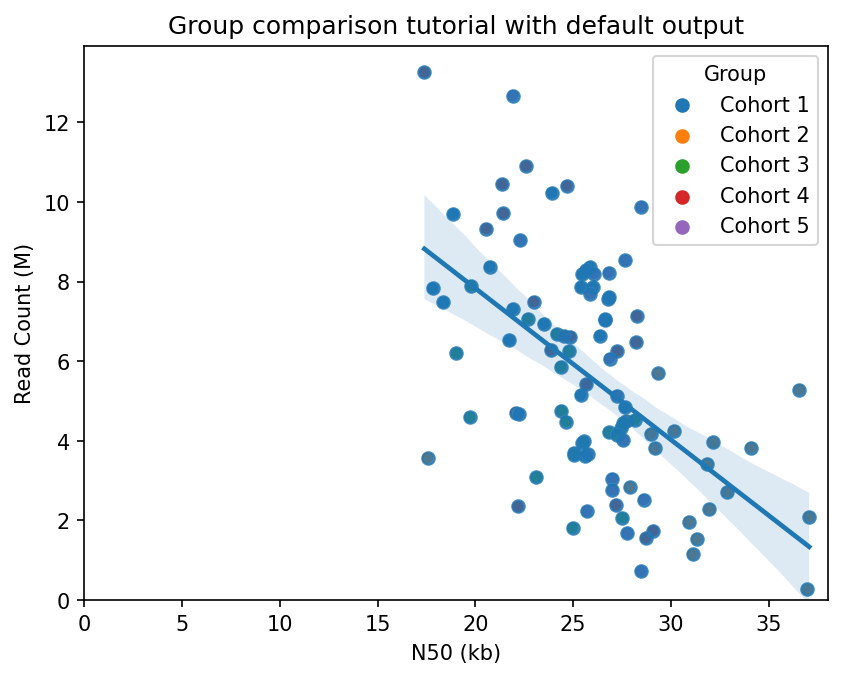 Group comparison tutorial with default output
Group
Cohort 1
Cohort 2
Cohort 3
Cohort 4
Cohort 5
Read Count (M)
12
10
8
6
4
2
0
0 5 10 15 20 25 30 35
N50 (kb)